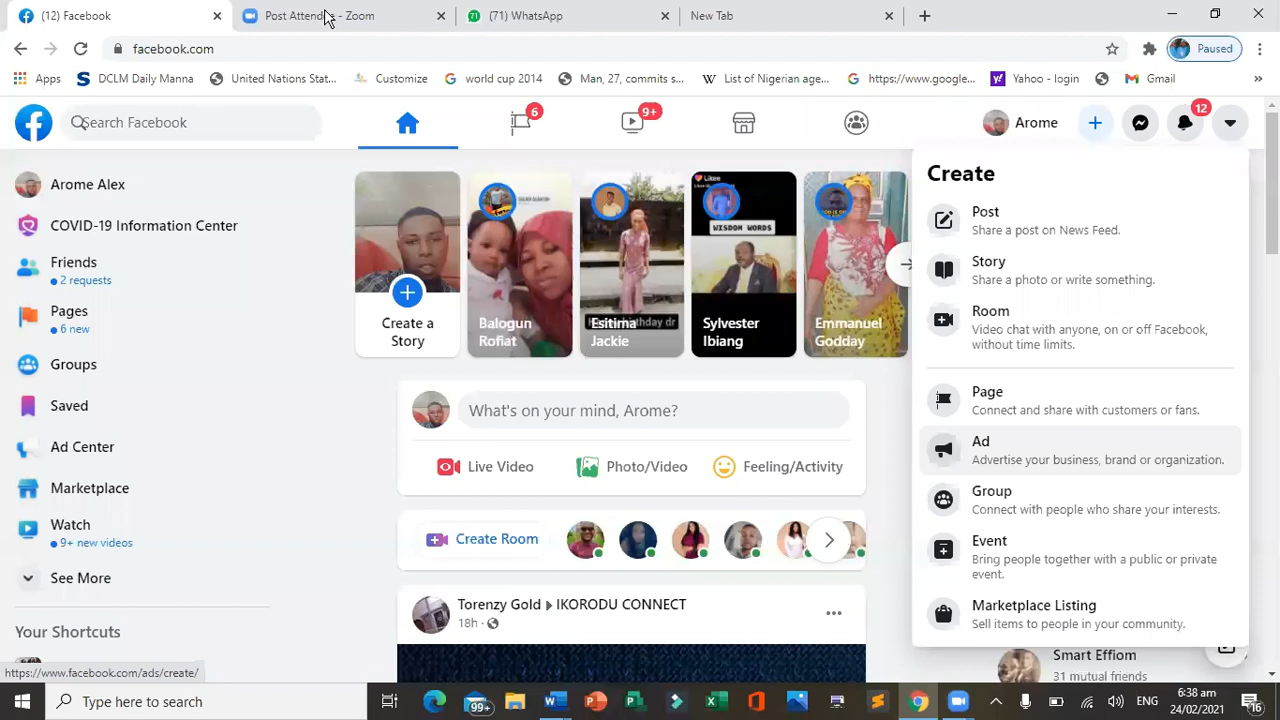 (12) Facebook
Post Attende - Zoom
(71) WhatsApp
New Tab
facebook.com
Paused
Apps
DCLM Daily Manna
United Nations Stat...
Customize
world cup 2014
Man, 27, commits s...
List of Nigerian age...
https://www.google...
Yahoo - login
Gmail
»
Search Facebook
6
9+
Arome
12
Arome Alex
COVID-19 Information Center
Friends
2 requests
Pages
6 new
Groups
Saved
Ad Center
Marketplace
Watch
9+ new videos
See More
Your Shortcuts
https://www.facebook.com/ads/create/
Create a
Story
Balogun
Rofiat
Esitima
Jackie
Likee
WISDOM WORDS
Sylvester
Ibiang
Emmanuel
Godday
What's on your mind, Arome?
Live Video
Photo/Video
Feeling/Activity
Create Room
Torenzy Gold ▸ IKORODU CONNECT
18h ·
Create
Post
Share a post on News Feed.
Story
Share a photo or write something.
Room
Video chat with anyone, on or off Facebook,
without time limits.
Page
Connect and share with customers or fans.
Ad
Advertise your business, brand or organization.
Group
Connect with people who share your interests.
Event
Bring people together with a public or private
event.
Marketplace Listing
Sell items to people in your community.
Smart Effiom
31 mutual friends
Type here to search
99+
ENG
6:38 am
24/02/2021
16